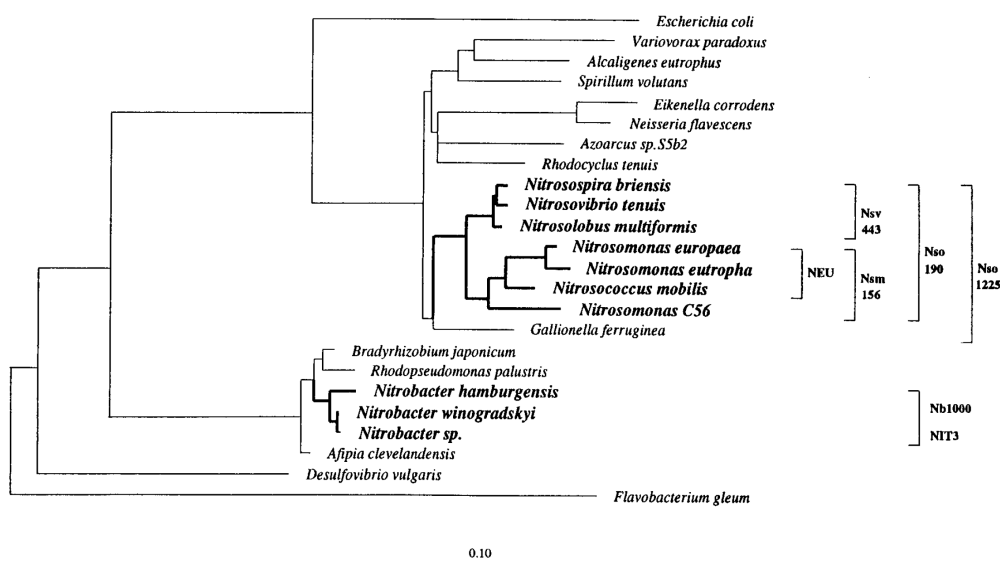 Escherichia coli
Variovorax paradoxus
Alcaligenes eutrophus
Spirillum volutans
Eikenella corrodens
Neisseria flavescens
Azoarcus sp.S5b2
Rhodocyclus tenuis
Nitrosospira briensis
Nitrosovibrio tenuis
Nitrosolobus multiformis
Nitrosomonas europaea
Nitrosomonas eutropha
Nitrosococcus mobilis
Nitrosomonas C56
Gallionella ferruginea
Bradyrhizobium japonicum
Rhodopseudomonas palustris
Nitrobacter hamburgensis
Nitrobacter winogradskyi
Nitrobacter sp.
Afipia clevelandensis
Desulfovibrio vulgaris
Flavobacterium gleum
NEU
Nsv
443
Nsm
156
Nso
190
Nso
1225
Nb1000
NIT3
0.10